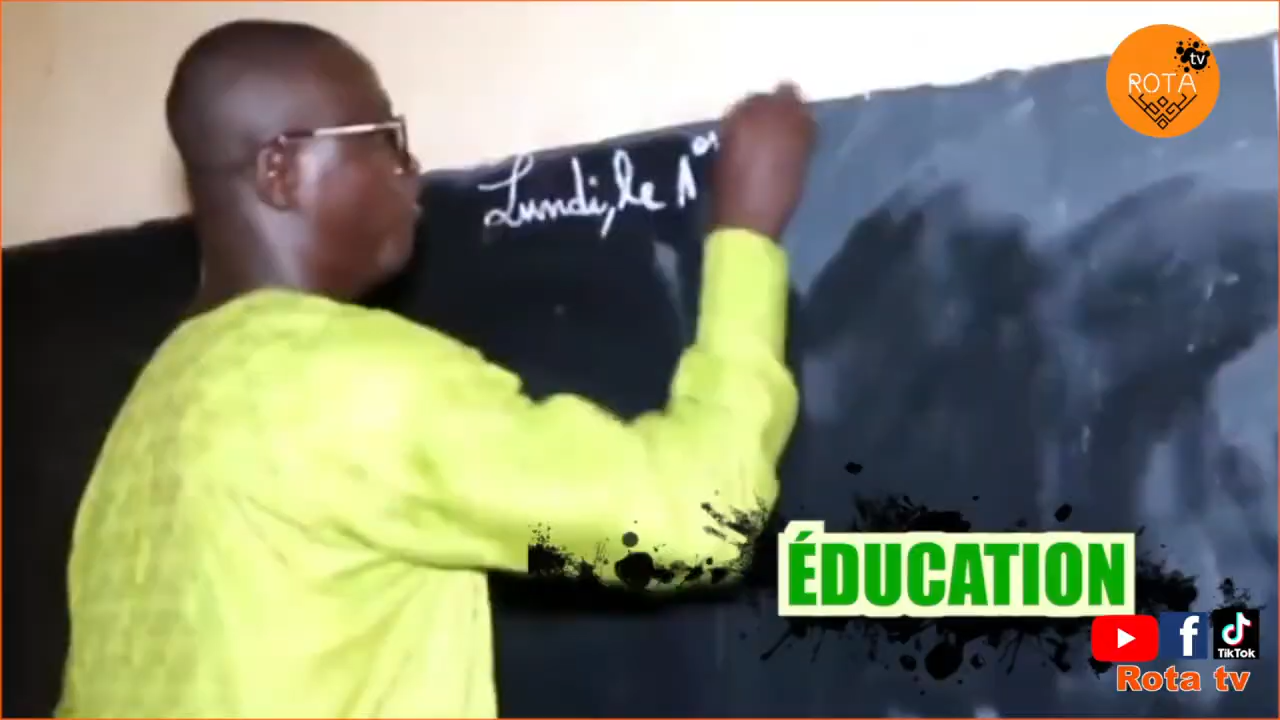 ROTA tv
Lundi, le 1er
ÉDUCATION
TikTok
Rota tv